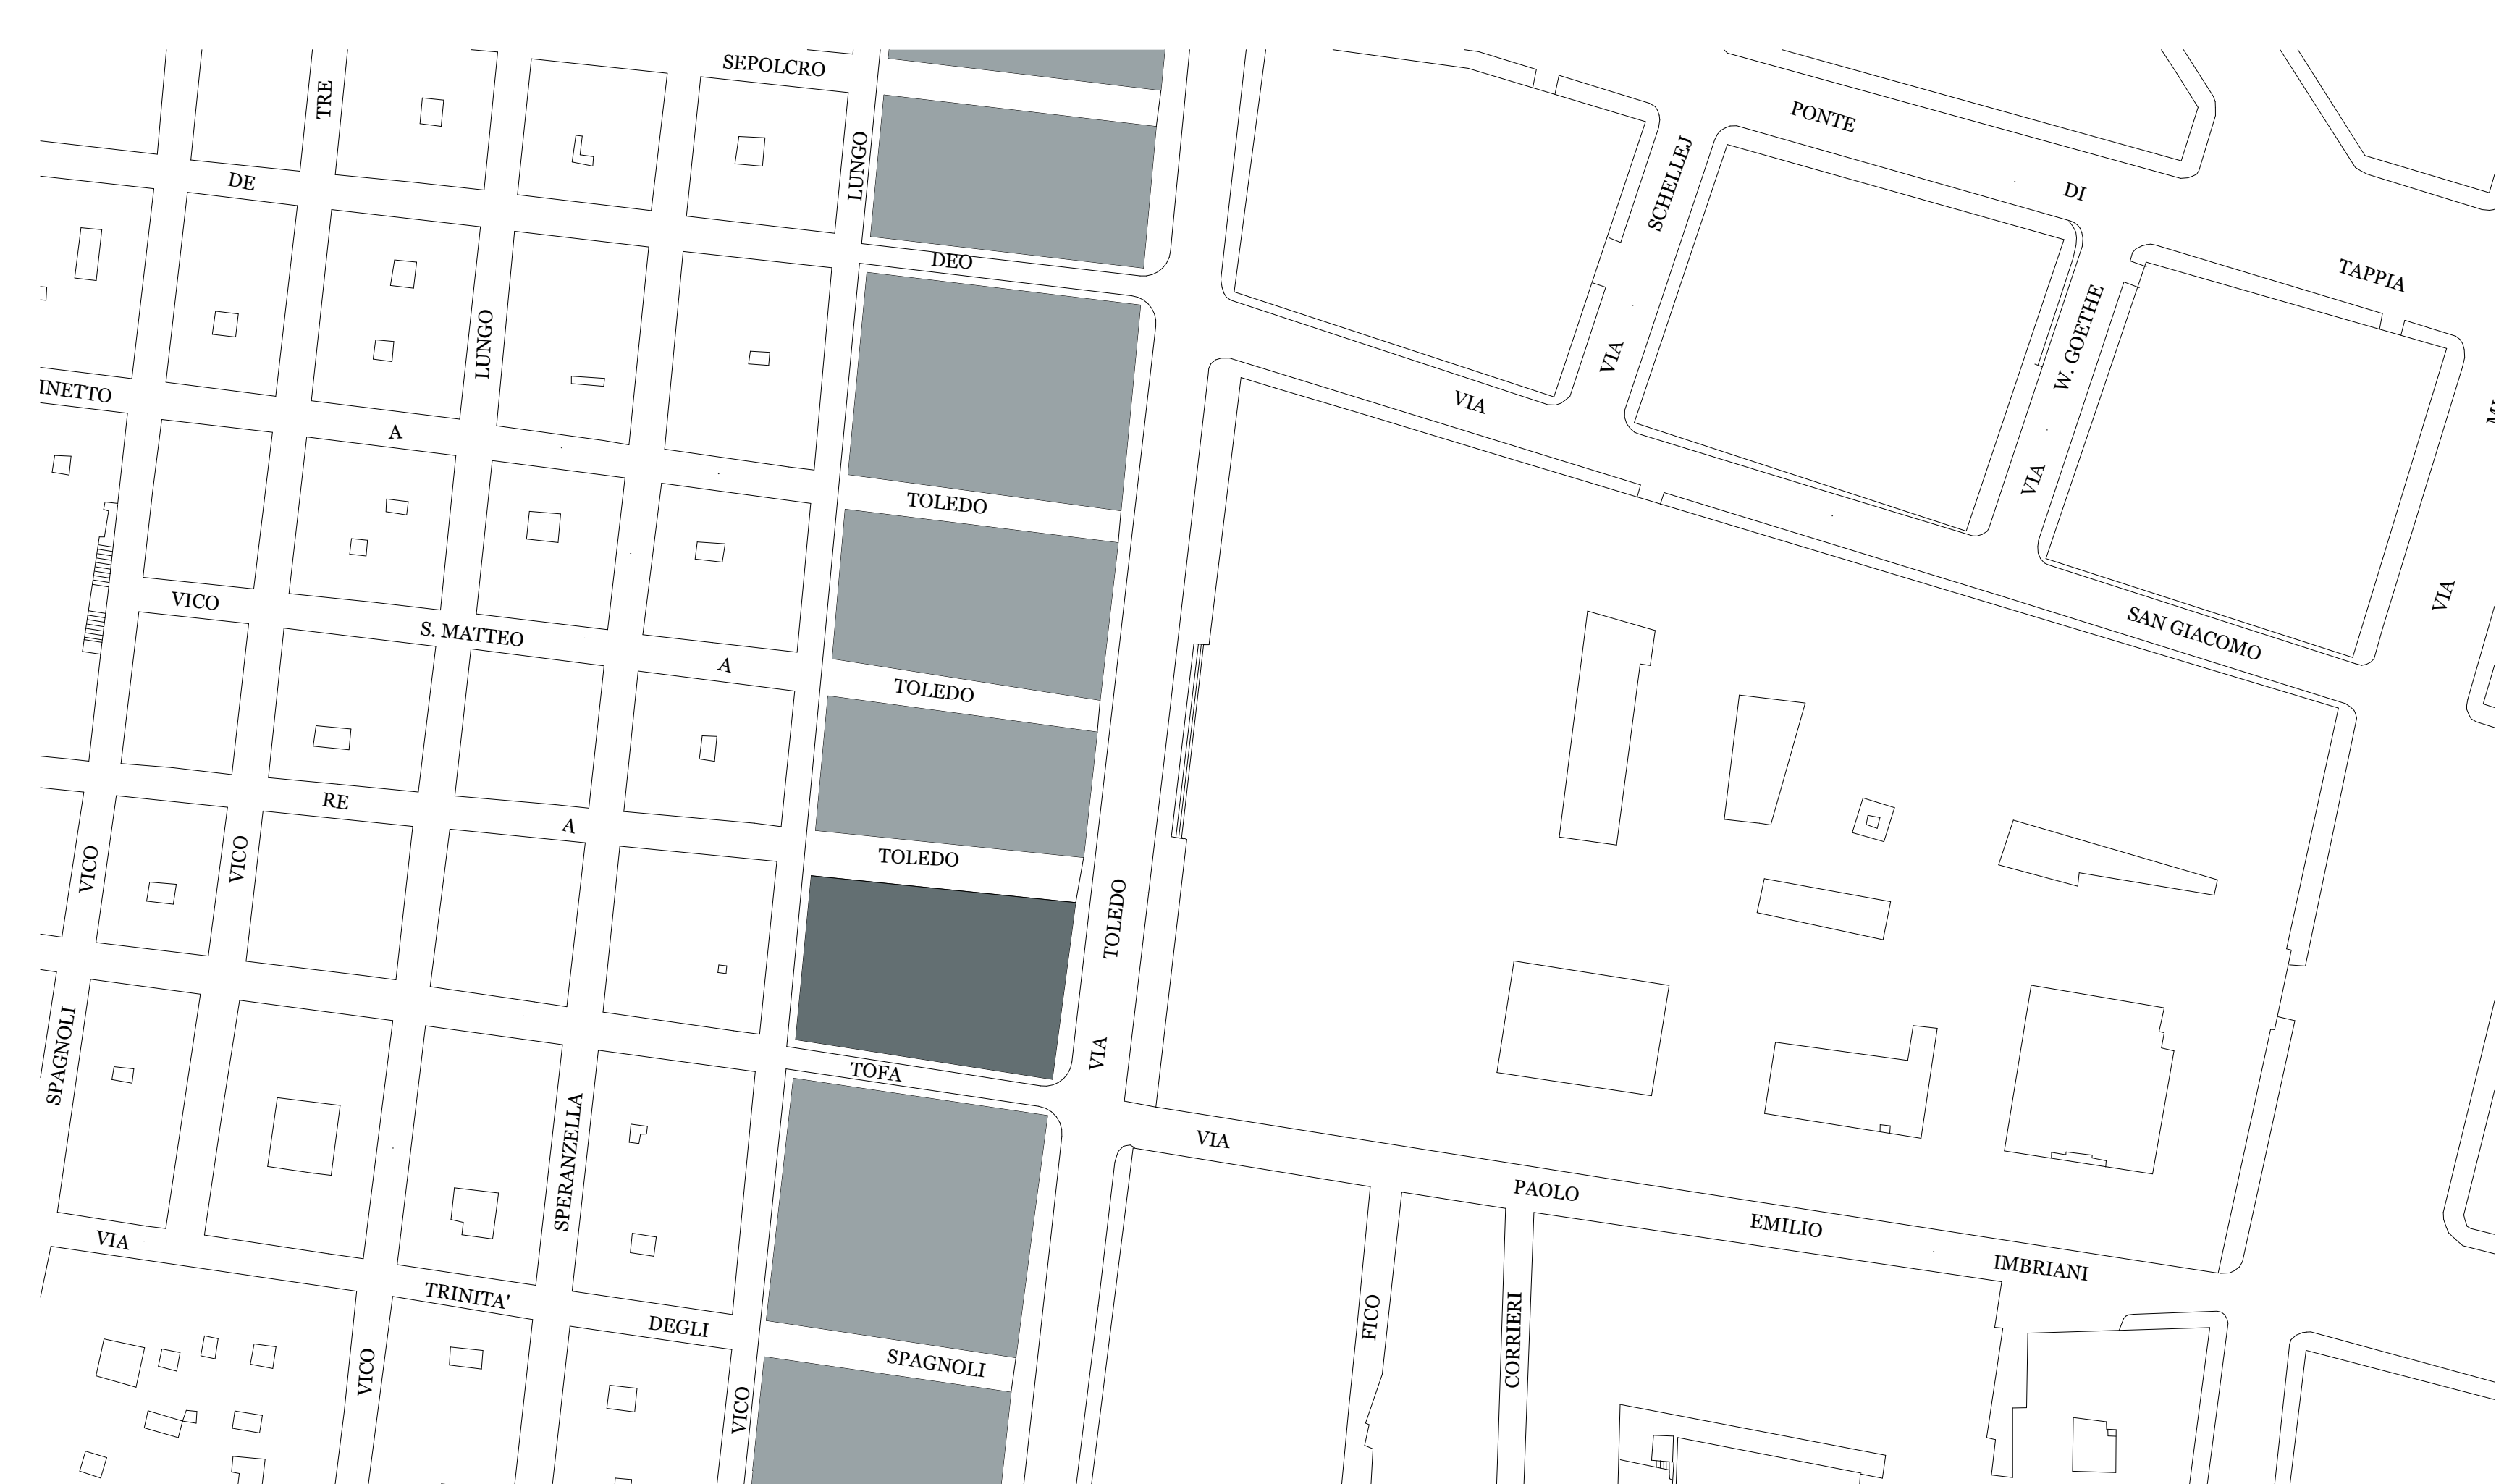 SEPOLCRO
TRE
LUNGO
DE
DEO
PONTE
DI
TAPPIA
SCHELLEJ
VIA
W. GOETHE
VIA
LUNGO
INETTO
A
VIA
SAN GIACOMO
VIA
TOLEDO
VICO
S. MATTEO
A
TOLEDO
RE
A
TOLEDO
VICO
VICO
TOLEDO
VIA
SPAGNOLI
SPERANZELLA
TOFA
VIA
PAOLO
EMILIO
IMBRIANI
VIA
TRINITA'
DEGLI
SPAGNOLI
VICO
VICO
FICO
CORRIERI